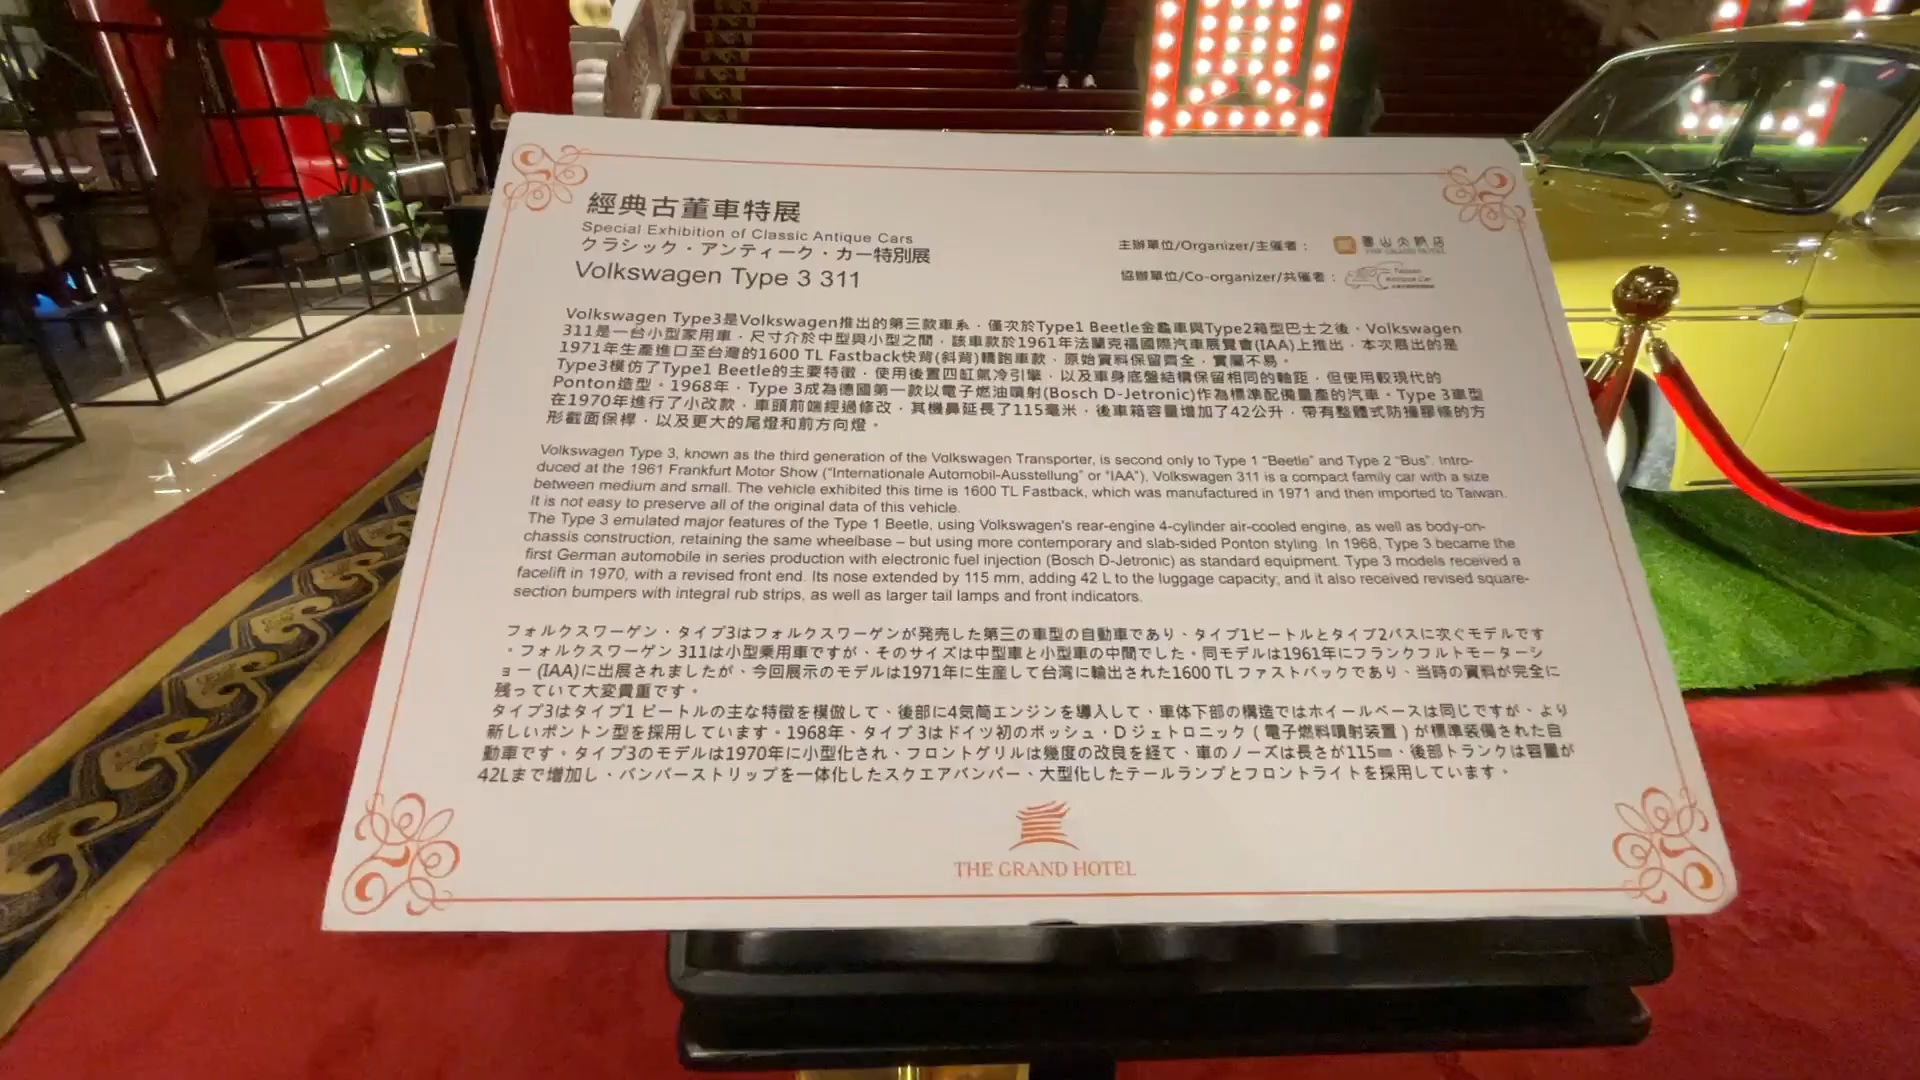 經典古董車特展
Special Exhibition of Classic Antique Cars
クラシック・アンティーク・カー特別展
Volkswagen Type 3 311
主辦單位/Organizer/主催者：
圓山大飯店
THE GRAND HOTEL
協辦單位/Co-organizer/共催者：
Taiwan
Antique Car
Volkswagen Type3是Volkswagen推出的第三款車系，僅次於Type1 Beetle金龜車與Type2箱型巴士之後。Volkswagen
311是一台小型家用車，尺寸介於中型與小型之間，該車款於1961年法蘭克福國際汽車展覽會(IAA)上推出，本次展出的是
1971年生產進口至台灣的1600 TL Fastback快背(斜背)轎跑車款，原始資料保留齊全，實屬不易。
Type3模仿了Type1 Beetle的主要特徵，使用後置四缸氣冷引擎，以及車身底盤結構保留相同的軸距，但使用較現代的
Ponton造型。1968年，Type 3成為德國第一款以電子燃油噴射(Bosch D-Jetronic)作為標準配備量產的汽車。Type 3車型
在1970年進行了小改款，車頭前端經過修改，其機鼻延長了115毫米，後車箱容量增加了42公升，帶有整體式防撞膠條的方
形截面保桿，以及更大的尾燈和前方向燈。
Volkswagen Type 3, known as the third generation of the Volkswagen Transporter, is second only to Type 1 “Beetle” and Type 2 “Bus”. Intro-
duced at the 1961 Frankfurt Motor Show (“Internationale Automobil-Ausstellung” or “IAA”), Volkswagen 311 is a compact family car with a size
between medium and small. The vehicle exhibited this time is 1600 TL Fastback, which was manufactured in 1971 and then imported to Taiwan.
It is not easy to preserve all of the original data of this vehicle.
The Type 3 emulated major features of the Type 1 Beetle, using Volkswagen's rear-engine 4-cylinder air-cooled engine, as well as body-on-
chassis construction, retaining the same wheelbase – but using more contemporary and slab-sided Ponton styling. In 1968, Type 3 became the
first German automobile in series production with electronic fuel injection (Bosch D-Jetronic) as standard equipment. Type 3 models received a
facelift in 1970, with a revised front end. Its nose extended by 115 mm, adding 42 L to the luggage capacity, and it also received revised square-
section bumpers with integral rub strips, as well as larger tail lamps and front indicators.
フォルクスワーゲン・タイプ3はフォルクスワーゲンが発売した第三の車型の自動車であり、タイプ1ビートルとタイプ2バスに次ぐモデルです
。フォルクスワーゲン 311は小型乗用車ですが、そのサイズは中型車と小型車の中間でした。同モデルは1961年にフランクフルトモーターシ
ョー (IAA)に出展されましたが、今回展示のモデルは1971年に生産して台湾に輸出された1600 TL ファストバックであり、当時の資料が完全に
残っていて大変貴重です。
タイプ3はタイプ1 ビートルの主な特徴を模倣して、後部に4気筒エンジンを導入して、車体下部の構造ではホイールベースは同じですが、より
新しいポントン型を採用しています。1968年、タイプ 3はドイツ初のボッシュ・D ジェトロニック ( 電子燃料噴射装置 ) が標準装備された自
動車です。タイプ3のモデルは1970年に小型化され、フロントグリルは幾度の改良を経て、車のノーズは長さが115㎜、後部トランクは容量が
42Lまで増加し、バンパーストリップを一体化したスクエアバンパー、大型化したテールランプとフロントライトを採用しています。
THE GRAND HOTEL